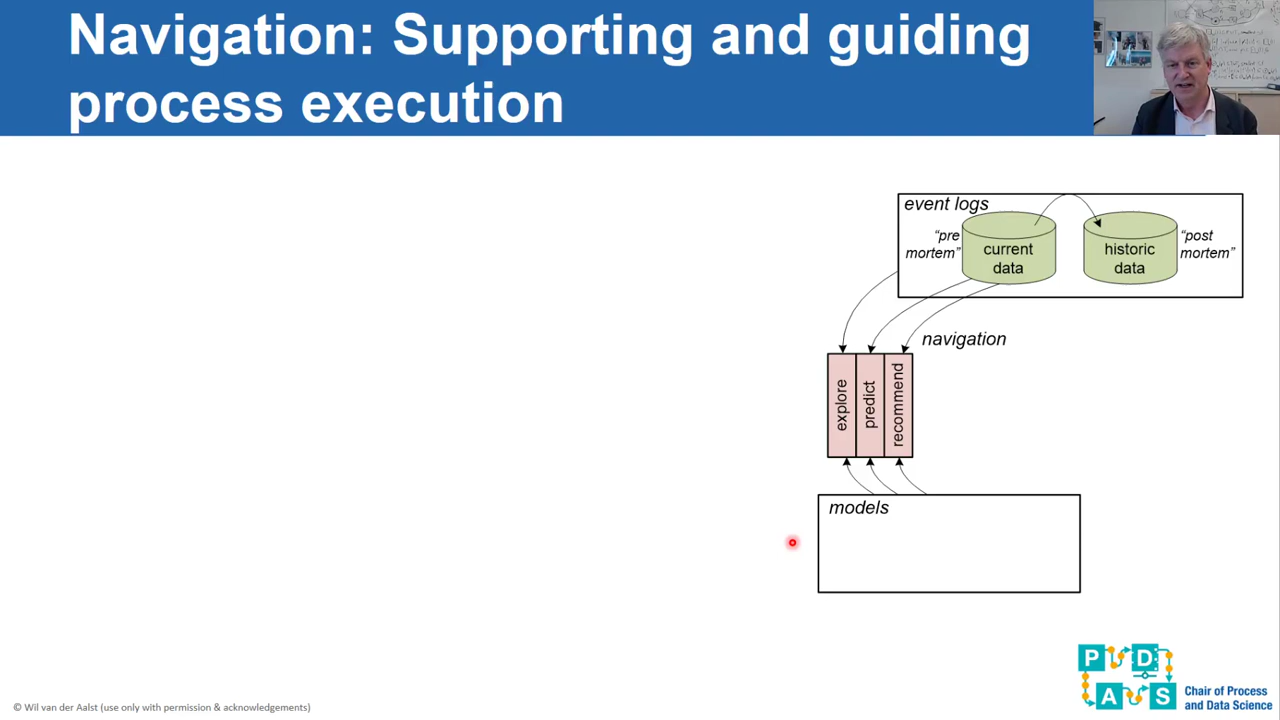 Navigation: Supporting and guiding
process execution
event logs
“pre
mortem”
current
data
historic
data
“post
mortem”
navigation
explore
predict
recommend
models
P D
A S
Chair of Process
and Data Science
© Wil van der Aalst (use only with permission & acknowledgements)